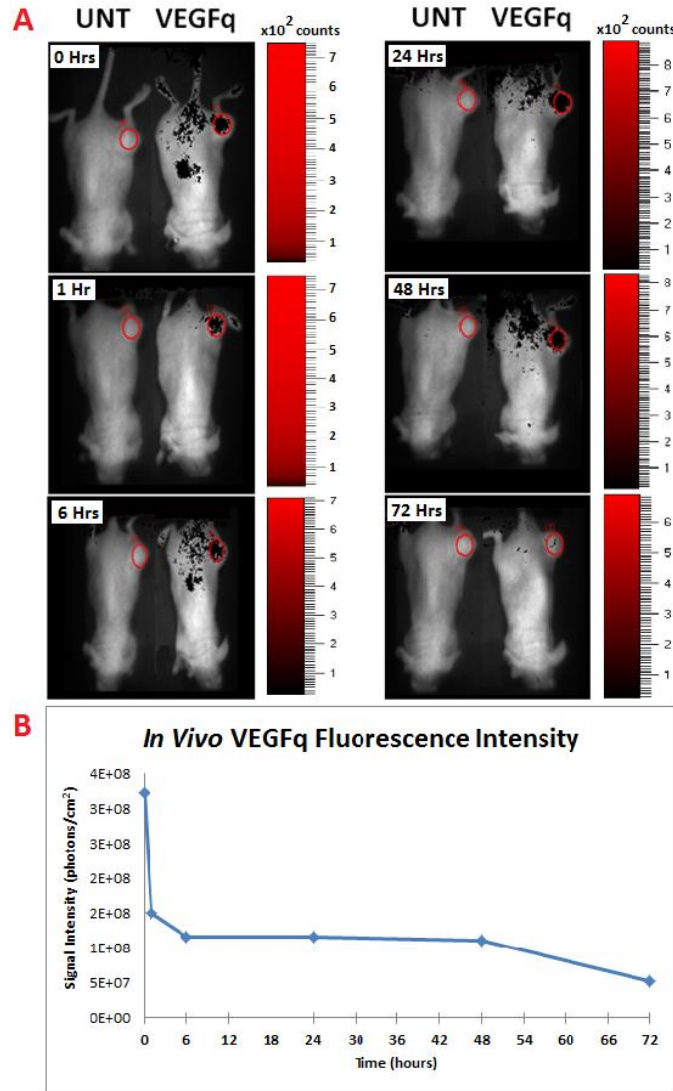 A
UNT VEGFq
x10² counts
0 Hrs
7
6
5
4
3
2
1
1 Hr
7
6
5
4
3
2
1
6 Hrs
7
6
5
4
3
2
1
UNT VEGFq
x10² counts
24 Hrs
8
7
6
5
4
3
2
1
48 Hrs
8
7
6
5
4
3
2
1
72 Hrs
6
5
4
3
2
1
B
In Vivo VEGFq Fluorescence Intensity
Signal Intensity (photons/cm²)
4E+08
3E+08
3E+08
2E+08
2E+08
1E+08
5E+07
0E+00
0 6 12 18 24 30 36 42 48 54 60 66 72
Time (hours)